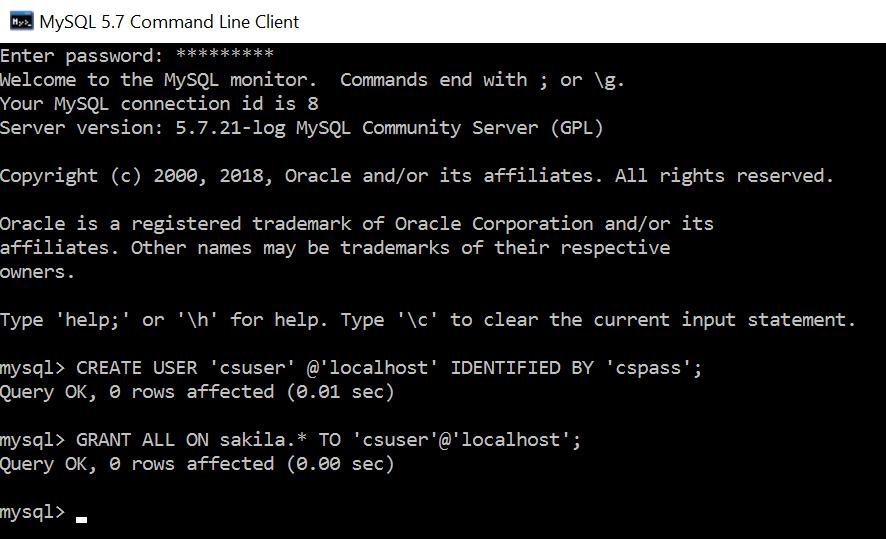 MySQL 5.7 Command Line Client
Enter password: *********
Welcome to the MySQL monitor.  Commands end with ; or \g.
Your MySQL connection id is 8
Server version: 5.7.21-log MySQL Community Server (GPL)
Copyright (c) 2000, 2018, Oracle and/or its affiliates. All rights reserved.
Oracle is a registered trademark of Oracle Corporation and/or its
affiliates. Other names may be trademarks of their respective
owners.
Type 'help;' or '\h' for help. Type '\c' to clear the current input statement.
mysql> CREATE USER 'csuser' @'localhost' IDENTIFIED BY 'cspass';
Query OK, 0 rows affected (0.01 sec)
mysql> GRANT ALL ON sakila.* TO 'csuser'@'localhost';
Query OK, 0 rows affected (0.00 sec)
mysql>